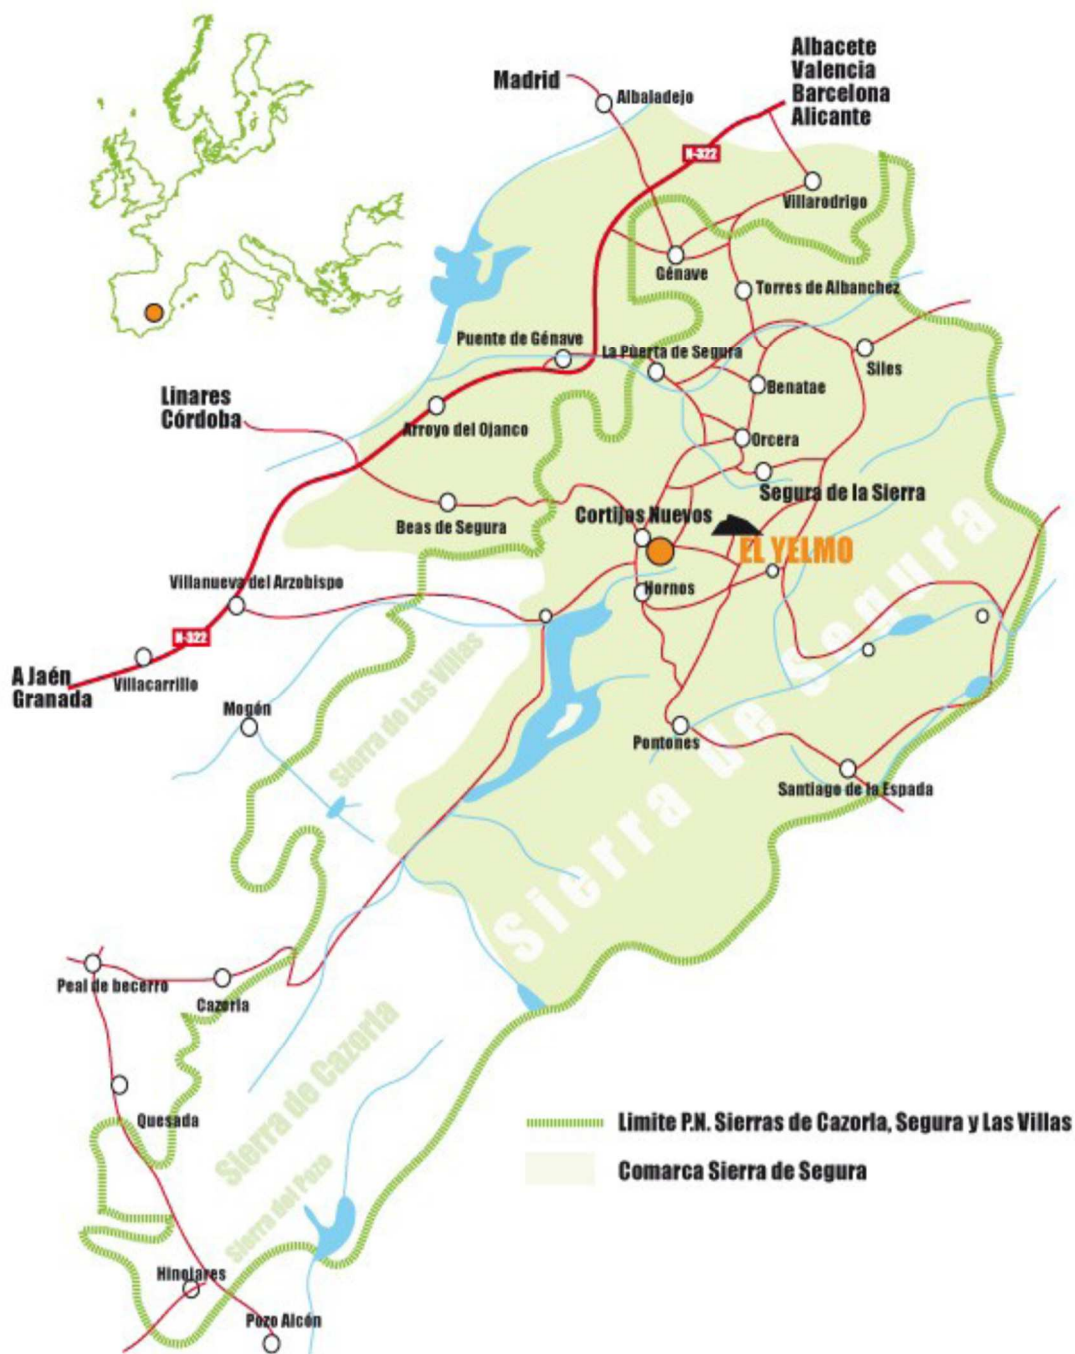 Albacete
Valencia
Barcelona
Alicante
Madrid
Albaladejo
N-322
Villarodrigo
Génave
Torres de Albanchez
Puente de Génave
La Pùerta de Segura
Siles
Benatae
Linares
Córdoba
Arroyo del Ojanco
Orcera
Segura de la Sierra
Beas de Segura
Cortijos Nuevos
EL YELMO
Villanueva del Arzobispo
Hornos
N-322
A Jaén
Granada
Villacarrillo
Mogón
Sierra de Las Villas
Pontones
Santiago de la Espada
Sierra de Segura
Peal de becerro
Cazorla
Sierra de Cazorla
Quesada
Limite P.N. Sierras de Cazorla, Segura y Las Villas
Comarca Sierra de Segura
Sierra del Pozo
Hinojares
Pozo Alcón